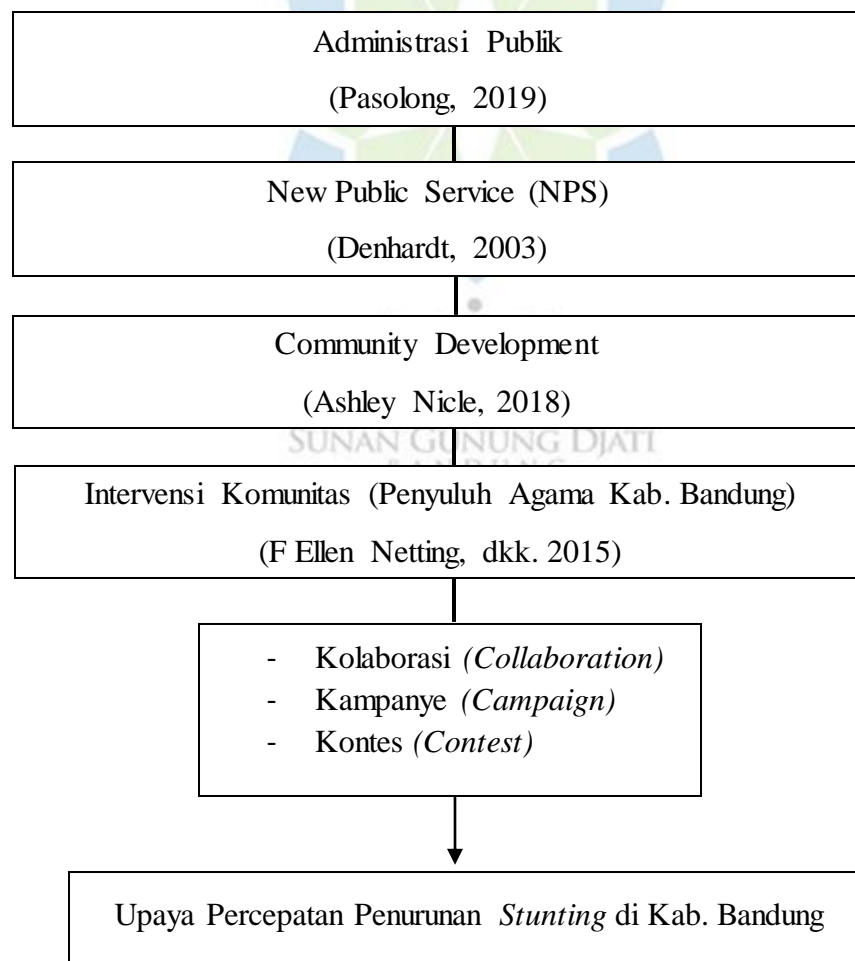 Administrasi Publik
(Pasolong, 2019)
New Public Service (NPS)
(Denhardt, 2003)
Community Development
(Ashley Nicle, 2018)
SUNAN GUNUNG DJATI
Intervensi Komunitas (Penyuluh Agama Kab. Bandung)
(F Ellen Netting, dkk. 2015)
- Kolaborasi (Collaboration)
- Kampanye (Campaign)
- Kontes (Contest)
Upaya Percepatan Penurunan Stunting di Kab. Bandung